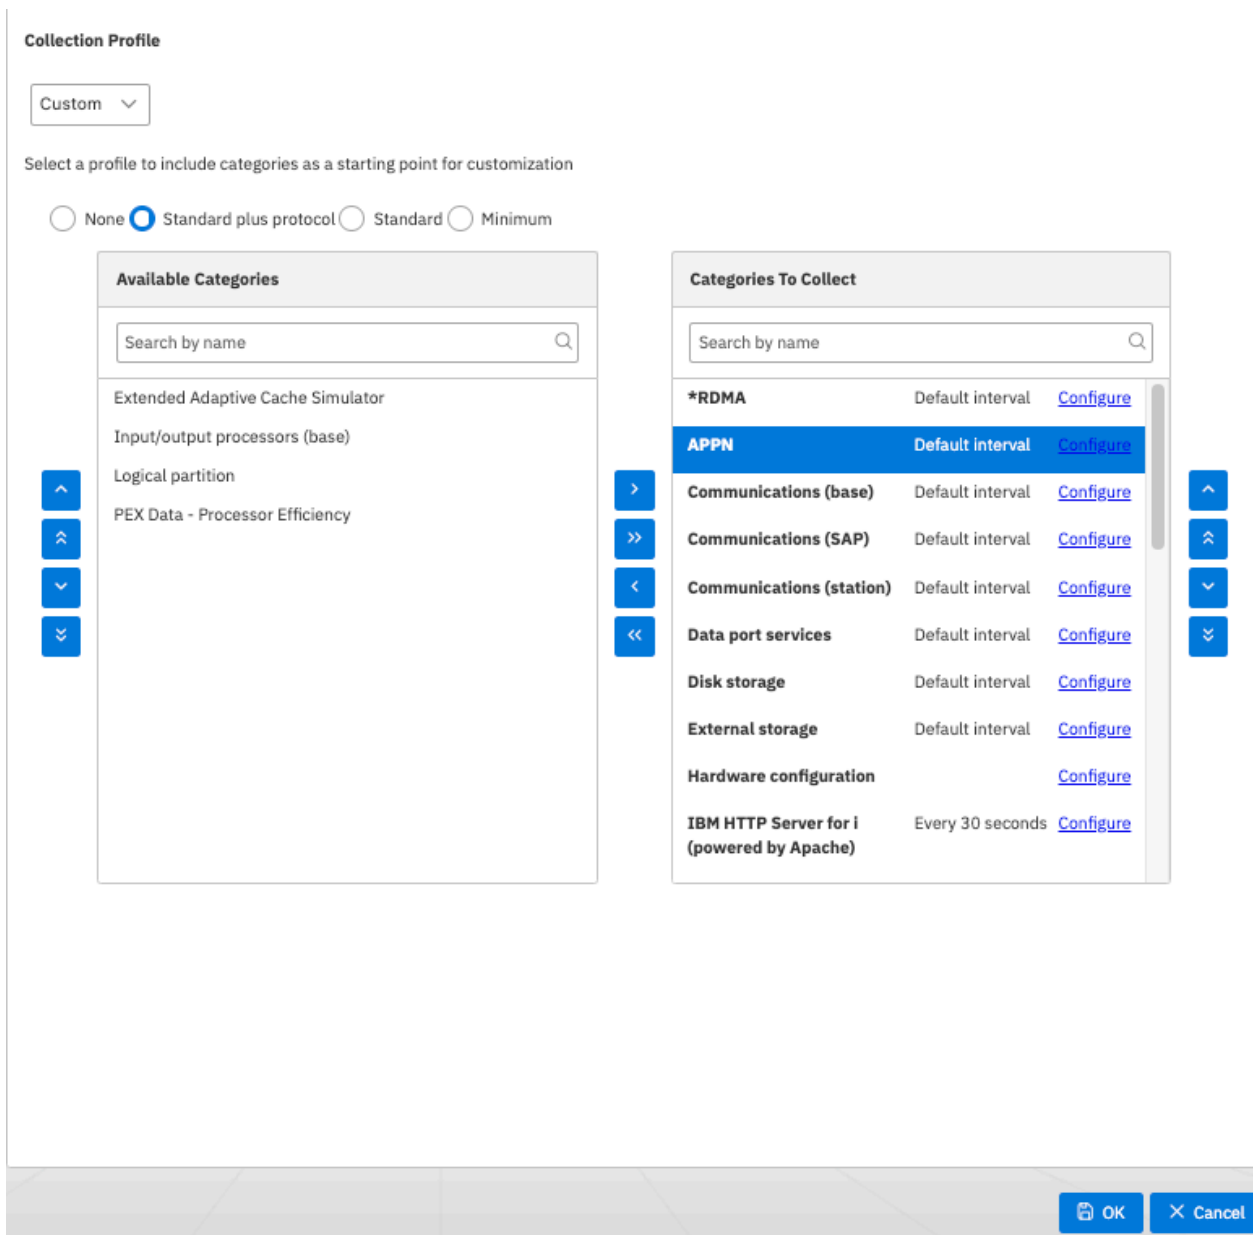 Collection Profile
Custom
Select a profile to include categories as a starting point for customization
None Standard plus protocol Standard Minimum
Available Categories
Search by name
Extended Adaptive Cache Simulator
Input/output processors (base)
Logical partition
PEX Data - Processor Efficiency
Categories To Collect
Search by name
*RDMA Default interval Configure
APPN Default interval Configure
Communications (base) Default interval Configure
Communications (SAP) Default interval Configure
Communications (station) Default interval Configure
Data port services Default interval Configure
Disk storage Default interval Configure
External storage Default interval Configure
Hardware configuration Configure
IBM HTTP Server for i Every 30 seconds Configure
(powered by Apache)
OK Cancel